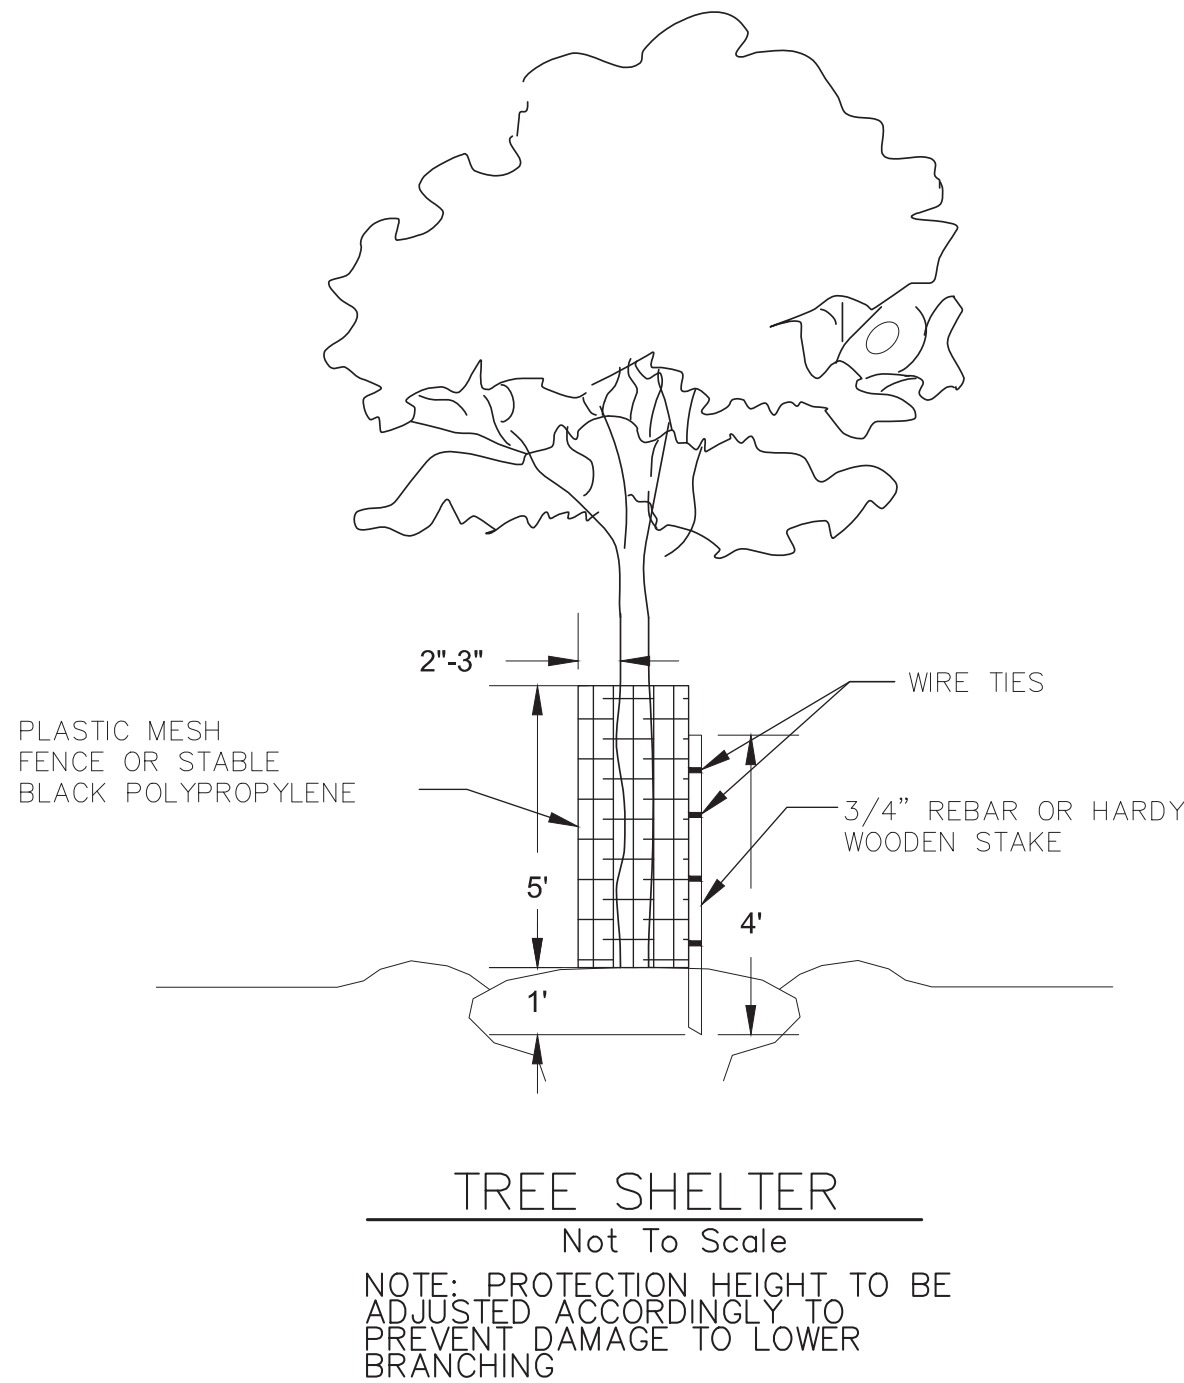 2"-3"
WIRE TIES
PLASTIC MESH
FENCE OR STABLE
BLACK POLYPROPYLENE
3/4” REBAR OR HARDY
WOODEN STAKE
5'
4'
1'
TREE SHELTER
Not To Scale
NOTE: PROTECTION HEIGHT TO BE
ADJUSTED ACCORDINGLY TO
PREVENT DAMAGE TO LOWER
BRANCHING